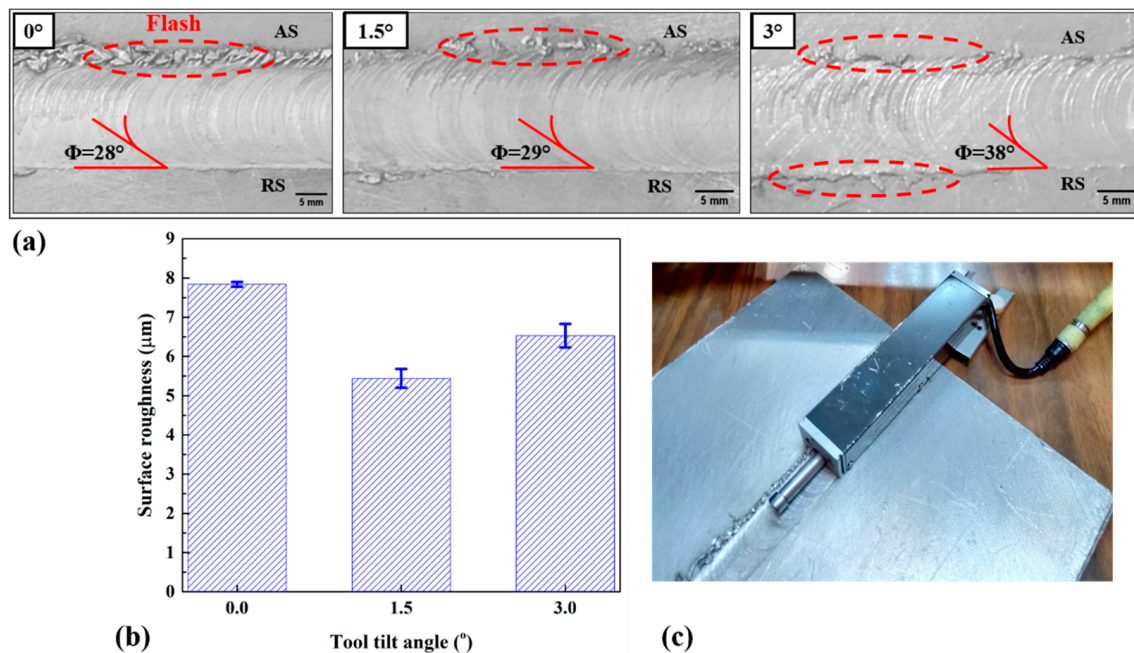 0°
Flash
AS
Φ=28°
RS
5 mm
1.5°
AS
Φ=29°
RS
5 mm
3°
AS
Φ=38°
RS
5 mm
(a)
9
8
7
6
5
4
3
2
1
0
Surface roughness (μm)
0.0
1.5
3.0
Tool tilt angle (°)
(b)
(c)